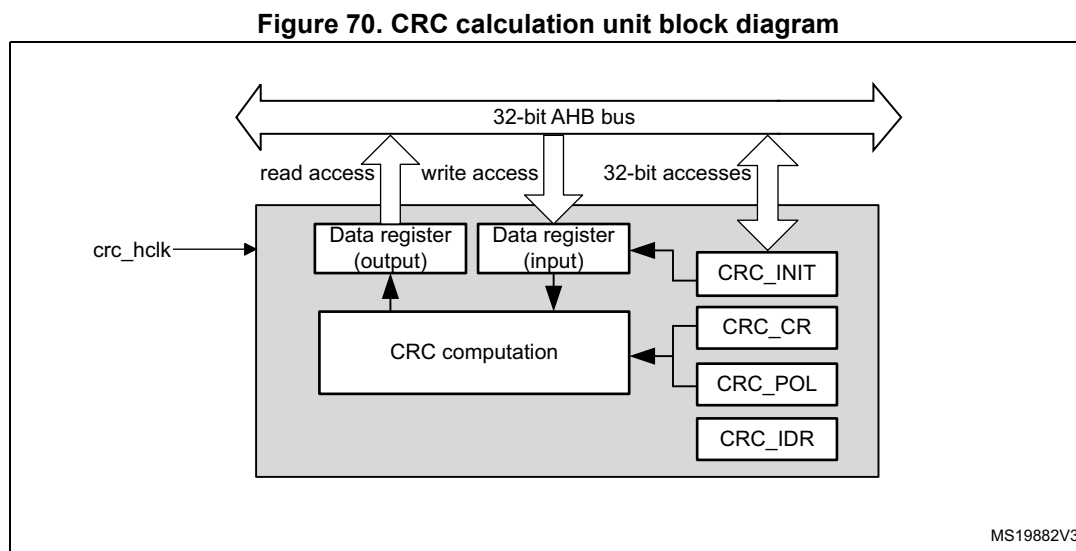 Figure 70. CRC calculation unit block diagram
32-bit AHB bus
read access
write access
32-bit accesses
crc_hclk
Data register
(output)
Data register
(input)
CRC_INIT
CRC computation
CRC_CR
CRC_POL
CRC_IDR
MS19882V3